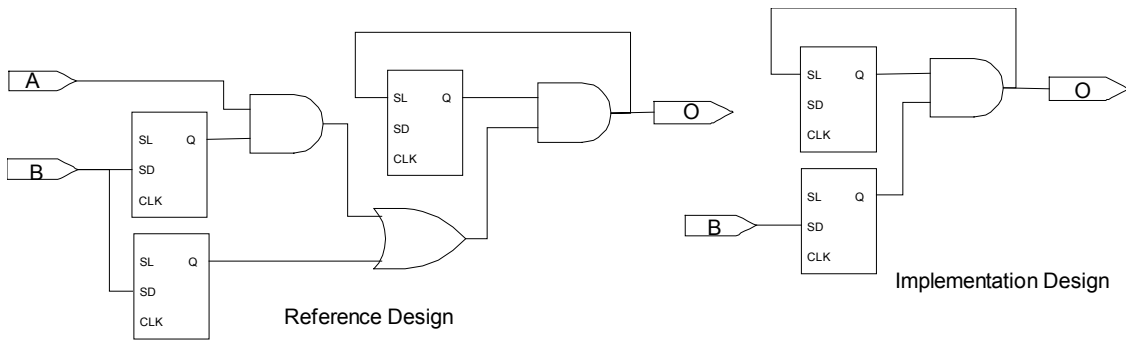 A
SL Q
SD
CLK
B
SL Q
SD
CLK
SL Q
SD
CLK
O
Reference Design
SL Q
SD
CLK
O
B
SL Q
SD
CLK
Implementation Design